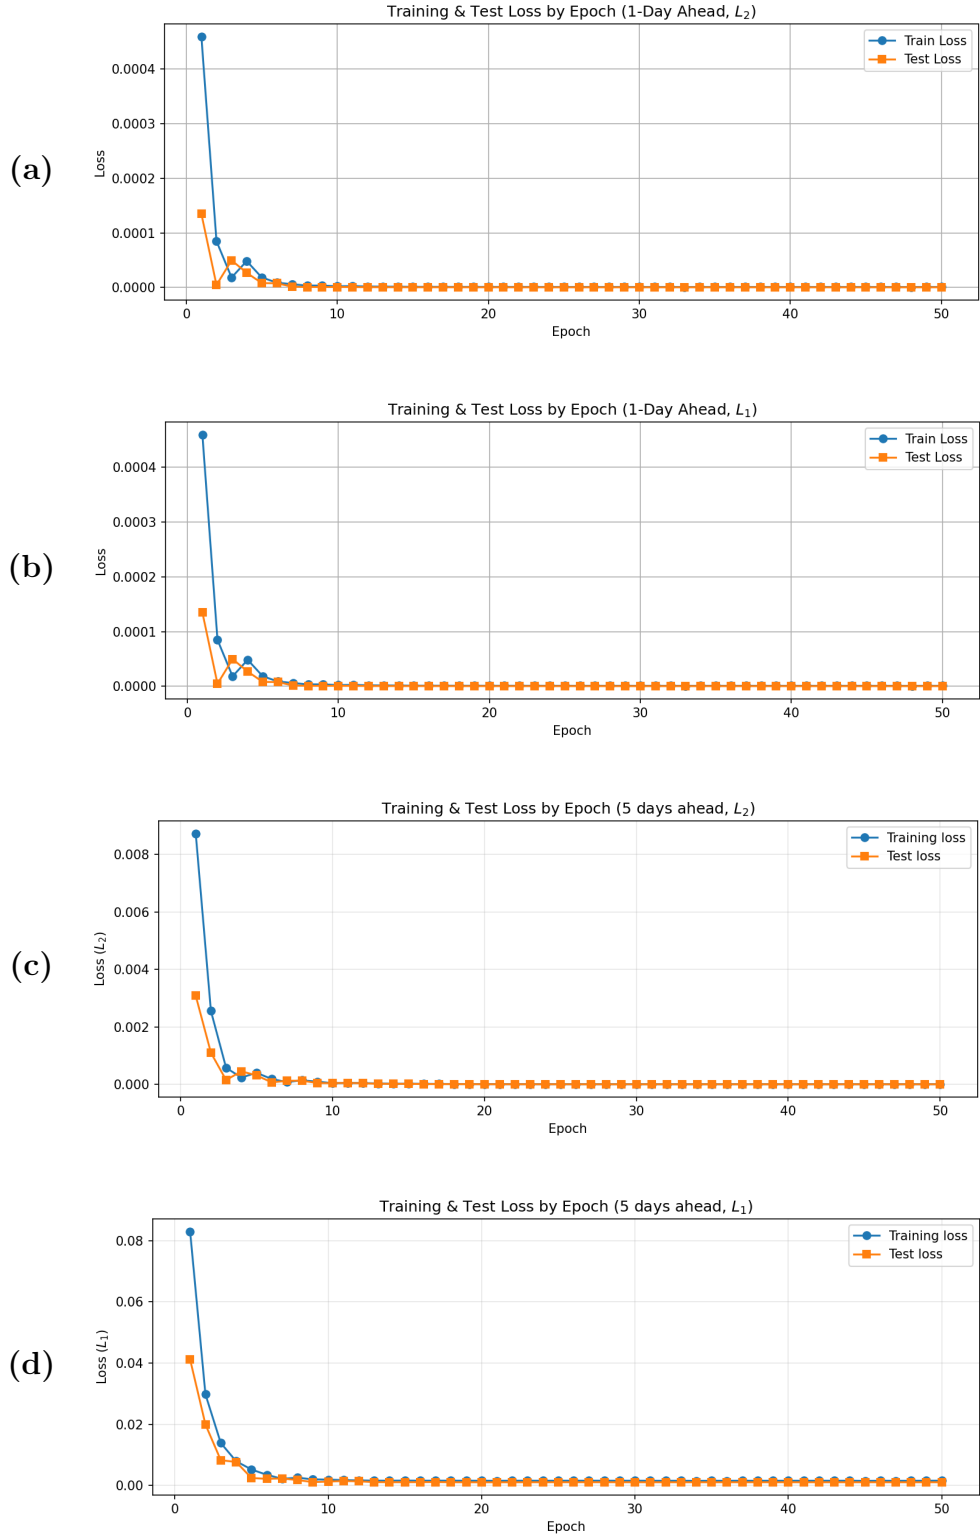 (a)
Training & Test Loss by Epoch (1-Day Ahead, L₂)
Train Loss
Test Loss
Loss
0.0004
0.0003
0.0002
0.0001
0.0000
0 10 20 30 40 50
Epoch
(b)
Training & Test Loss by Epoch (1-Day Ahead, L₁)
Train Loss
Test Loss
Loss
0.0004
0.0003
0.0002
0.0001
0.0000
0 10 20 30 40 50
Epoch
(c)
Training & Test Loss by Epoch (5 days ahead, L₂)
Training loss
Test loss
Loss (L₂)
0.008
0.006
0.004
0.002
0.000
0 10 20 30 40 50
Epoch
(d)
Training & Test Loss by Epoch (5 days ahead, L₁)
Training loss
Test loss
Loss (L₁)
0.08
0.06
0.04
0.02
0.00
0 10 20 30 40 50
Epoch